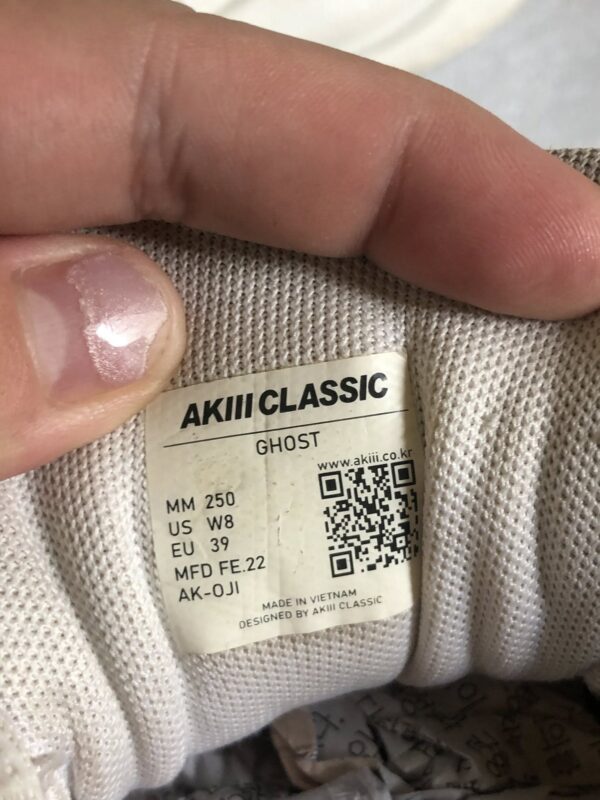 AKIII CLASSIC
GHOST
www.akiii.co.kr
MM 250
US W8
EU 39
MFD FE.22
AK-OJI
MADE IN VIETNAM
DESIGNED BY AKIII CLASSIC